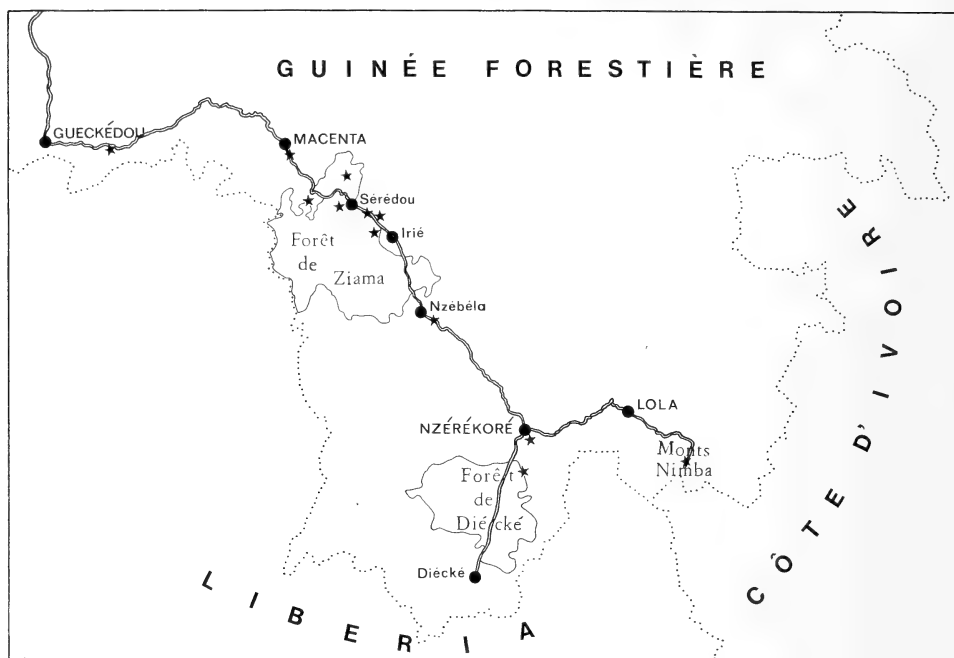 GUINÉE FORESTIÈRE
GUECKÉDOU
MACENTA
Sérédou
Irié
Forêt
de
Ziama
Nzébéla
LOLA
NZÉRÉKORÉ
Monts
Nimba
Forêt
de
Diécké
Diécké
LIBERIA
CÔTE D'IVOIRE